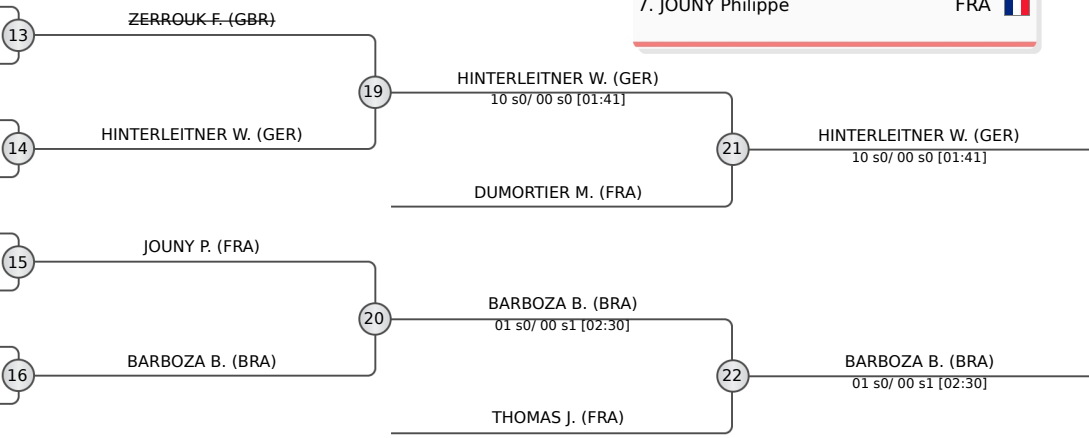 7. JOUNY Philippe FRA
ZERROUK F. (GBR)
13
HINTERLEITNER W. (GER)
19
10 s0/ 00 s0 [01:41]
HINTERLEITNER W. (GER)
14
HINTERLEITNER W. (GER)
21
10 s0/ 00 s0 [01:41]
DUMORTIER M. (FRA)
JOUNY P. (FRA)
15
BARBOZA B. (BRA)
20
01 s0/ 00 s1 [02:30]
BARBOZA B. (BRA)
16
BARBOZA B. (BRA)
22
01 s0/ 00 s1 [02:30]
THOMAS J. (FRA)